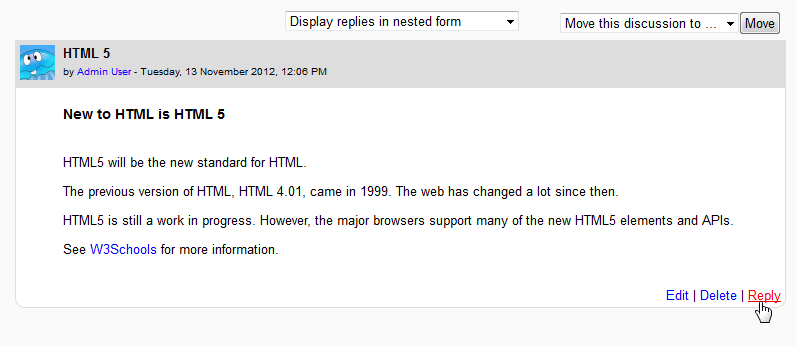 Display replies in nested form
Move this discussion to ...
Move
HTML 5
by Admin User - Tuesday, 13 November 2012, 12:06 PM
New to HTML is HTML 5
HTML5 will be the new standard for HTML.
The previous version of HTML, HTML 4.01, came in 1999. The web has changed a lot since then.
HTML5 is still a work in progress. However, the major browsers support many of the new HTML5 elements and APIs.
See W3Schools for more information.
Edit | Delete | Reply